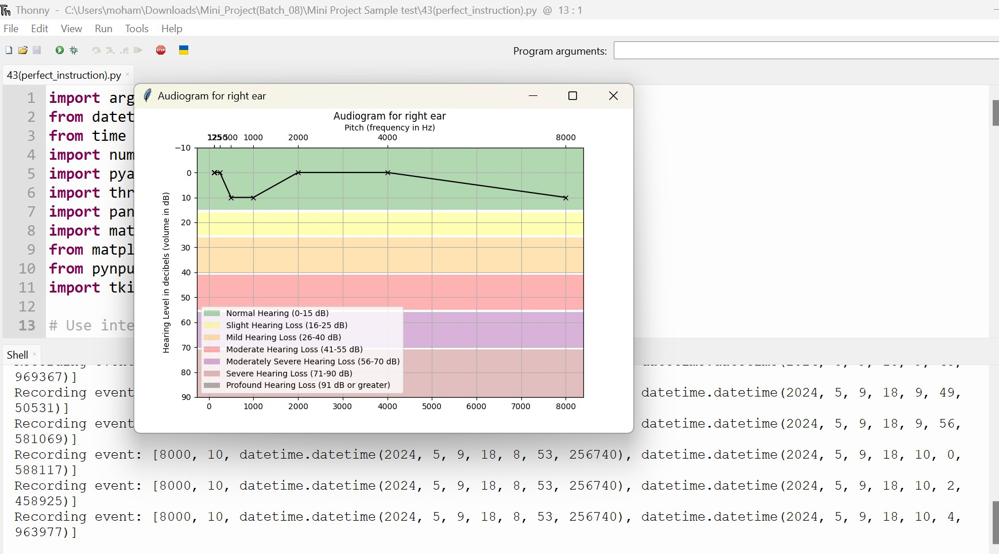 Thonny - C:\Users\moham\Downloads\Mini_Project(Batch_08)\Mini Project Sample test\43(perfect_instruction).py @ 13 : 1
File Edit View Run Tools Help
STOP
Program arguments:
43(perfect_instruction).py ×
1 import arg
2 from datet
3 from time
4 import num
5 import pya
6 import thr
7 import pan
8 import mat
9 from matpl
10 from pynpu
11 import tki
12
13 # Use inte
Audiogram for right ear
Audiogram for right ear
Pitch (frequency in Hz)
500 1000 2000 4000 8000
−10
0
10
20
30
40
50
60
70
80
90
Hearing Level in decibels (volume in dB)
Normal Hearing (0-15 dB)
Slight Hearing Loss (16-25 dB)
Mild Hearing Loss (26-40 dB)
Moderate Hearing Loss (41-55 dB)
Moderately Severe Hearing Loss (56-70 dB)
Severe Hearing Loss (71-90 dB)
Profound Hearing Loss (91 dB or greater)
0 1000 2000 3000 4000 5000 6000 7000 8000
Shell ×
969367)]
Recording event datetime.datetime(2024, 5, 9, 18, 9, 49,
50531)]
Recording event datetime.datetime(2024, 5, 9, 18, 9, 56,
581069)]
Recording event: [8000, 10, datetime.datetime(2024, 5, 9, 18, 8, 53, 256740), datetime.datetime(2024, 5, 9, 18, 10, 0,
588117)]
Recording event: [8000, 10, datetime.datetime(2024, 5, 9, 18, 8, 53, 256740), datetime.datetime(2024, 5, 9, 18, 10, 2,
458925)]
Recording event: [8000, 10, datetime.datetime(2024, 5, 9, 18, 8, 53, 256740), datetime.datetime(2024, 5, 9, 18, 10, 4,
963977)]